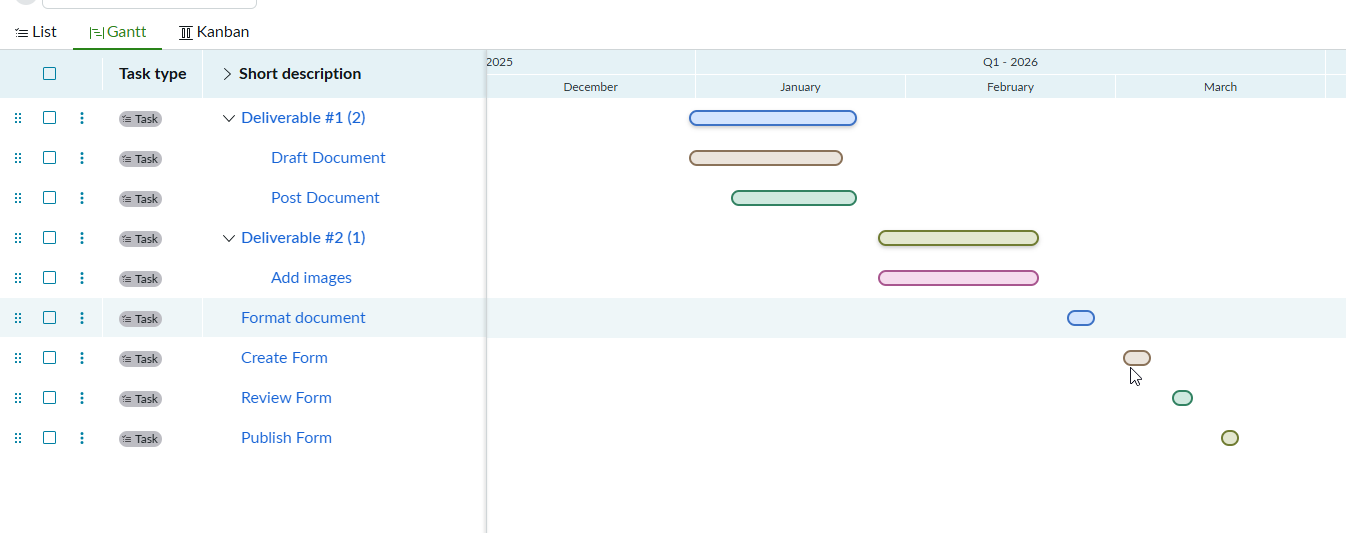 List Gantt Kanban
2025 Q1 - 2026
Task type Short description December January February March
Task Deliverable #1 (2)
Task Draft Document
Task Post Document
Task Deliverable #2 (1)
Task Add images
Task Format document
Task Create Form
Task Review Form
Task Publish Form